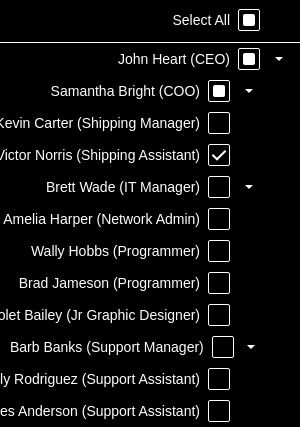 Select All
John Heart (CEO)
Samantha Bright (COO)
Kevin Carter (Shipping Manager)
Victor Norris (Shipping Assistant)
Brett Wade (IT Manager)
Amelia Harper (Network Admin)
Wally Hobbs (Programmer)
Brad Jameson (Programmer)
Bailey (Jr Graphic Designer)
Barb Banks (Support Manager)
Rodriguez (Support Assistant)
Anderson (Support Assistant)